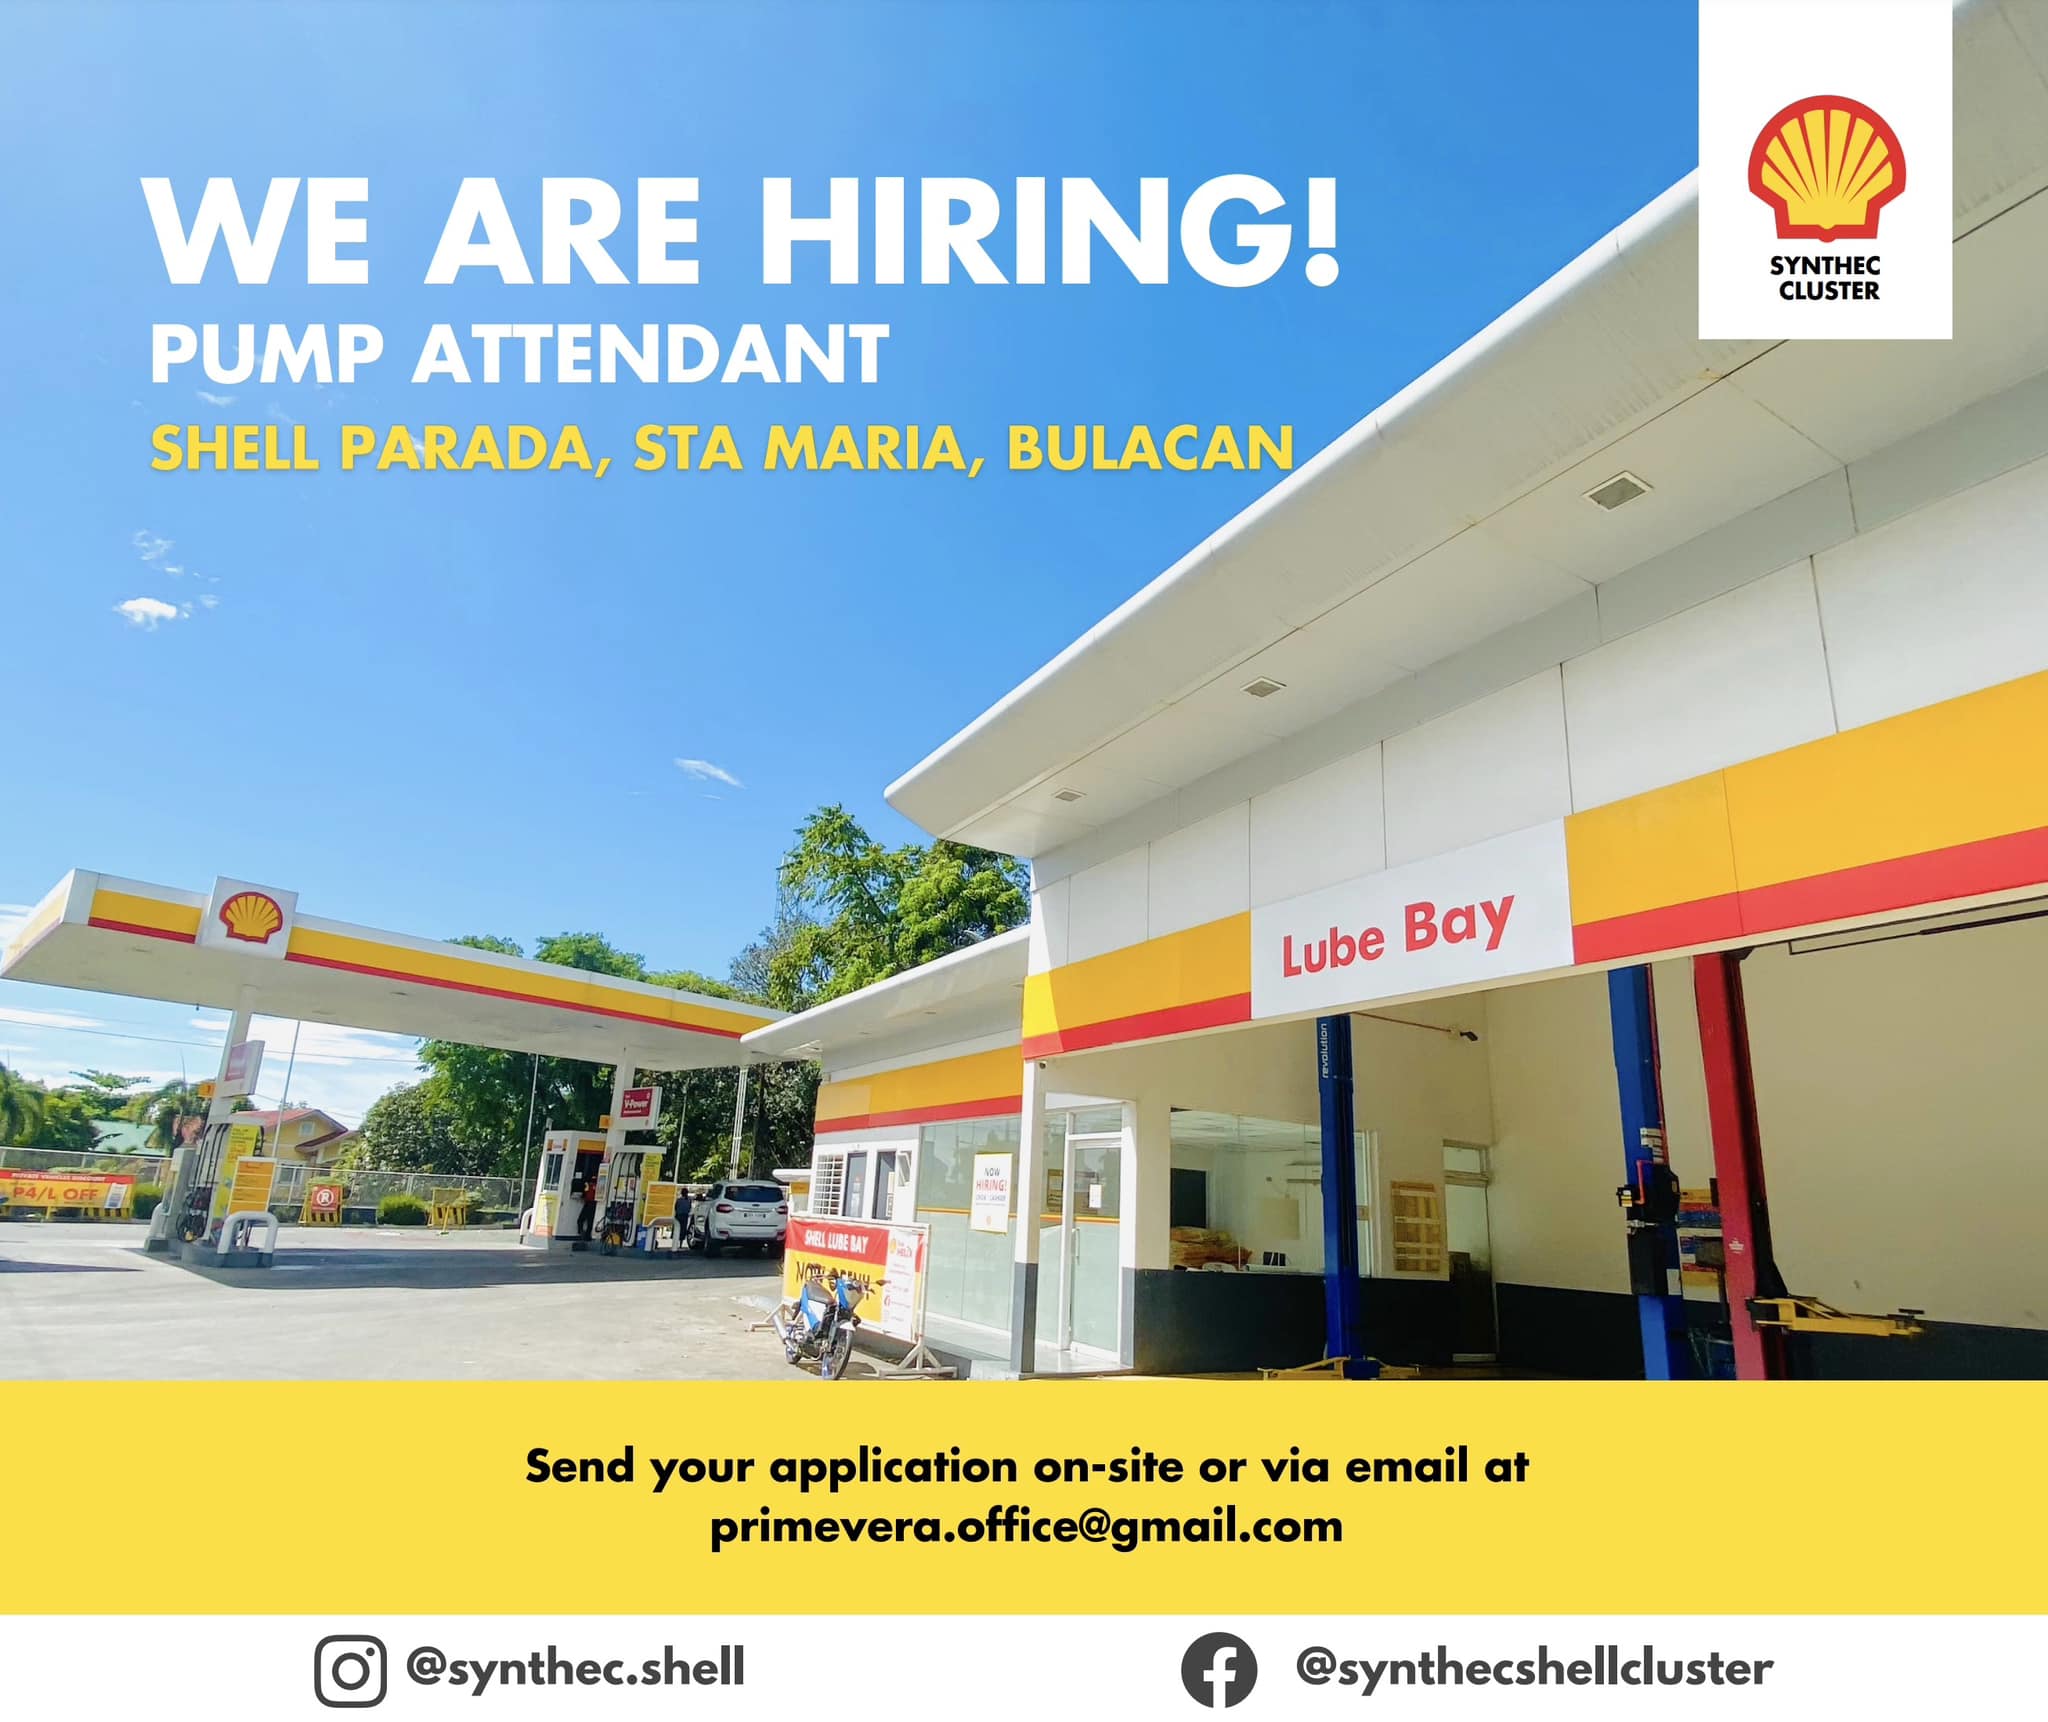 WE ARE HIRING!
PUMP ATTENDANT
SHELL PARADA, STA MARIA, BULACAN
SYNTHEC
CLUSTER
Lube Bay
revolution
V-Power
P4/L OFF
NOW
HIRING!
SHELL LUBE BAY
NOW
Send your application on-site or via email at
primevera.office@gmail.com
@synthec.shell
@synthecshellcluster